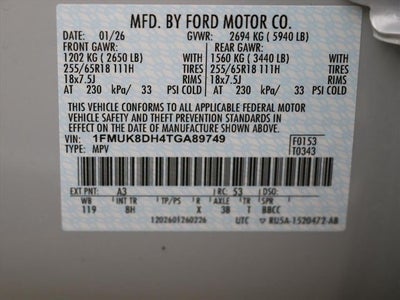 MFD. BY FORD MOTOR CO.
DATE: 01/26 GVWR: 2694 KG ( 5940 LB)
FRONT GAWR: REAR GAWR:
1202 KG ( 2650 LB) WITH 1560 KG ( 3440 LB) WITH
255/65R18 111H TIRES 255/65R18 111H TIRES
18x7.5J RIMS 18x7.5J RIMS
AT 230 kPa/ 33 PSI COLD AT 230 kPa/ 33 PSI COLD
THIS VEHICLE CONFORMS TO ALL APPLICABLE FEDERAL MOTOR
VEHICLE SAFETY AND THEFT PREVENTION STANDARDS IN
EFFECT ON THE DATE OF MANUFACTURE SHOWN ABOVE.
VIN: 1FMUK8DH4TGA89749 F0153
TYPE: MPV T0343
EXT PNT: A3 RC: 53 DSO:
WB INT TR TP/PS R AXLE TR SPR
119 8H X 3B T BBCC
1202601260226 UTC RU5A-1520472-AB